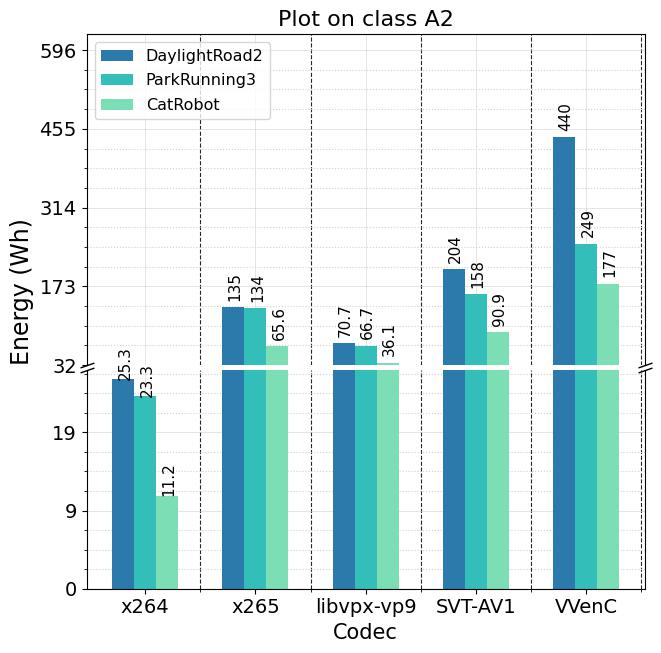 Plot on class A2
DaylightRoad2
ParkRunning3
CatRobot
Energy (Wh)
596
455
314
173
32
19
9
0
25.3
23.3
11.2
135
134
65.6
70.7
66.7
36.1
204
158
90.9
440
249
177
x264
x265
libvpx-vp9
SVT-AV1
VVenC
Codec